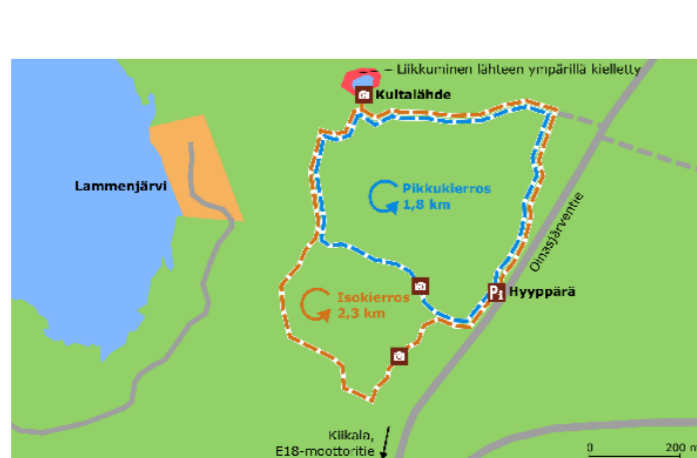 Liikkuminen lähteen ympärillä kielletty
Kultalähde
Lammenjärvi
Pikkukierros
1,8 km
Oinasjärventie
Hyyppärä
Isokierros
2,3 km
Kiikala,
E18-moottoritie
0 200 m